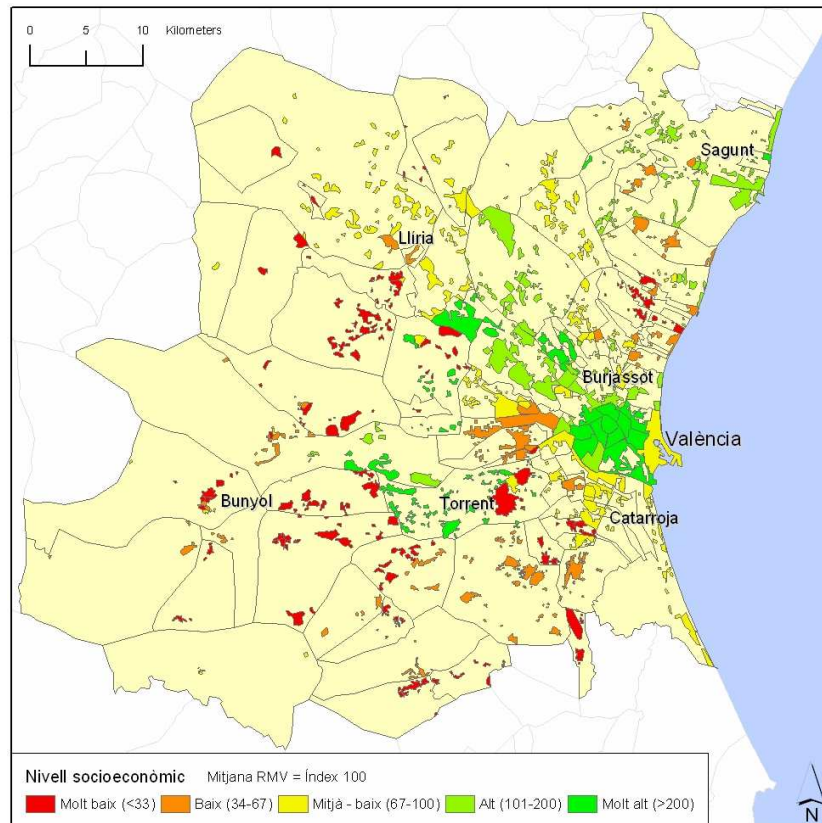 0 5 10 Kilometers
Sagunt
Llíria
Burjassot
València
Bunyol
Torrent
Catarroja
Nivell socioeconòmic Mitjana RMV = Índex 100
Molt baix (<33) Baix (34-67) Mitjà - baix (67-100) Alt (101-200) Molt alt (>200)
N